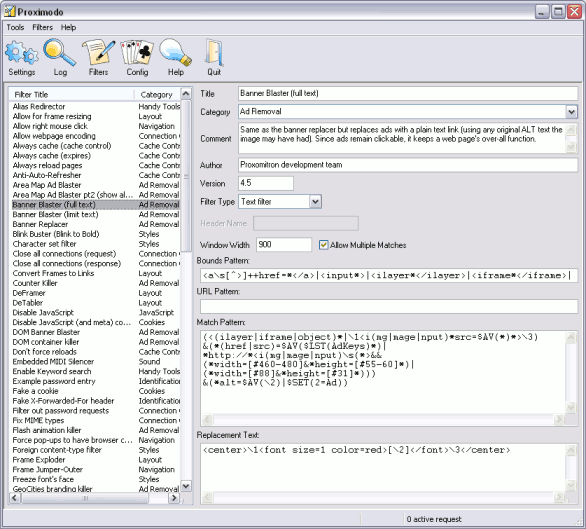 Proximodo
Tools Filters Help
Settings Log Filters Config Help Quit
Filter Title Category
Alias Redirector Handy Tools
Allow for frame resizing Layout
Allow right mouse click Navigation
Allow webpage encoding Connection
Always cache (cache control) Cache Contr
Always cache (expires) Cache Contr
Always reload pages Cache Contr
Anti-Auto-Refresher Cache Contr
Area Map Ad Blaster Ad Removal
Area Map Ad Blaster pt2 (show al... Ad Removal
Banner Blaster (full text) Ad Removal
Banner Blaster (limit text) Ad Removal
Banner Replacer Ad Removal
Blink Buster (Blink to Bold) Styles
Character set filter Styles
Close all connections (request) Connection
Close all connections (response) Connection
Convert Frames to Links Layout
Counter Killer Ad Removal
DeFramer Layout
DeTabler Layout
Disable JavaScript JavaScript
Disable JavaScript (and meta) co... Cookies
DOM Banner Blaster Ad Removal
DOM container killer Ad Removal
Don't force reloads Cache Contr
Embedded MIDI Silencer Sound
Enable Keyword search Handy Tools
Example password entry Identification
Fake a cookie Cookies
Fake X-Forwarded-For header Identification
Filter out password requests Connection
Fix MIME types Connection
Flash animation killer Ad Removal
Force pop-ups to have browser c... Navigation
Foreign content-type filter Styles
Frame Exploder Layout
Frame Jumper-Outer Navigation
Freeze font's face Styles
GeoCities branding killer Ad Removal
Title Banner Blaster (full text)
Category Ad Removal
Comment Same as the banner replacer but replaces ads with a plain text link (using any original ALT text the
image may have had). Since ads remain clickable, it keeps a web page's over-all function.
Author Proxomitron development team
Version 4.5
Filter Type Text filter
Header Name
Window Width 900 Allow Multiple Matches
Bounds Pattern:
<a\s[^>]++href=*</a>|<input*>|<ilayer*</ilayer>|<iframe*</iframe>|
URL Pattern:
Match Pattern:
(<(ilayer|iframe|object)*|\1<i(mg|mage|nput)*src=$AV(*)*>\3)
&(*(href|src)=$AV($LST(AdKeys)*)|
*http://*<i(mg|mage|nput)\s(*>&&
(*width=[#460-480]&*height=[#55-60]*)|
(*width=[#88]&*height=[#31]*)))
&(*alt=$AV(\2)|$SET(2=Ad))
Replacement Text:
<center>\1<font size=1 color=red>[\2]</font>\3</center>
0 active request